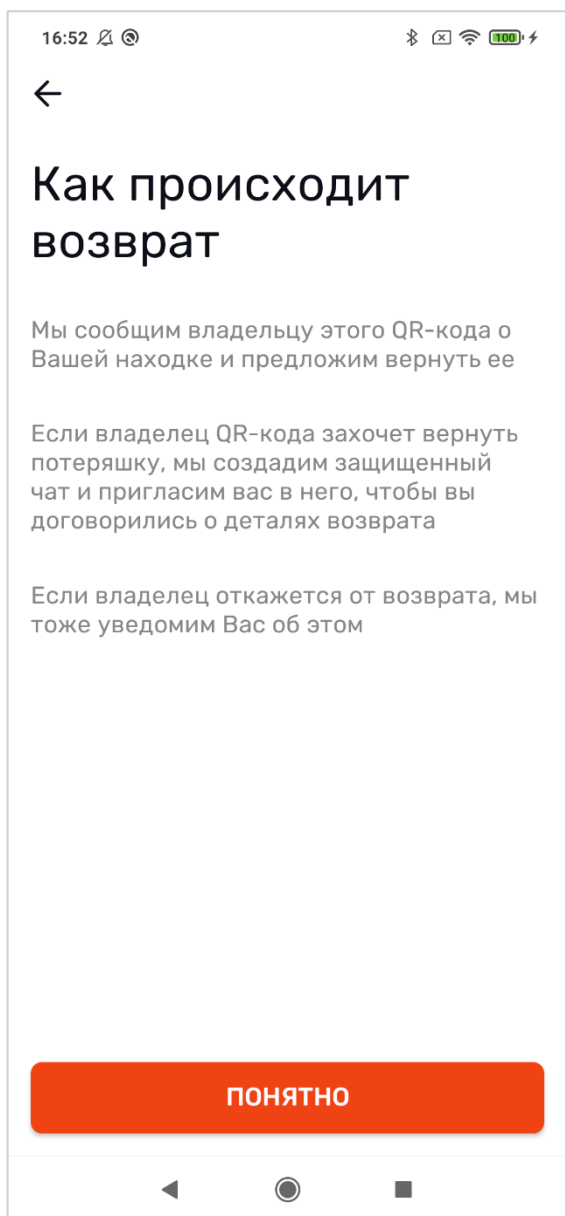 16:52
100
Как происходит
возврат
Мы сообщим владельцу этого QR-кода о
Вашей находке и предложим вернуть ее
Если владелец QR-кода захочет вернуть
потеряшку, мы создадим защищенный
чат и пригласим вас в него, чтобы вы
договорились о деталях возврата
Если владелец откажется от возврата, мы
тоже уведомим Вас об этом
ПОНЯТНО